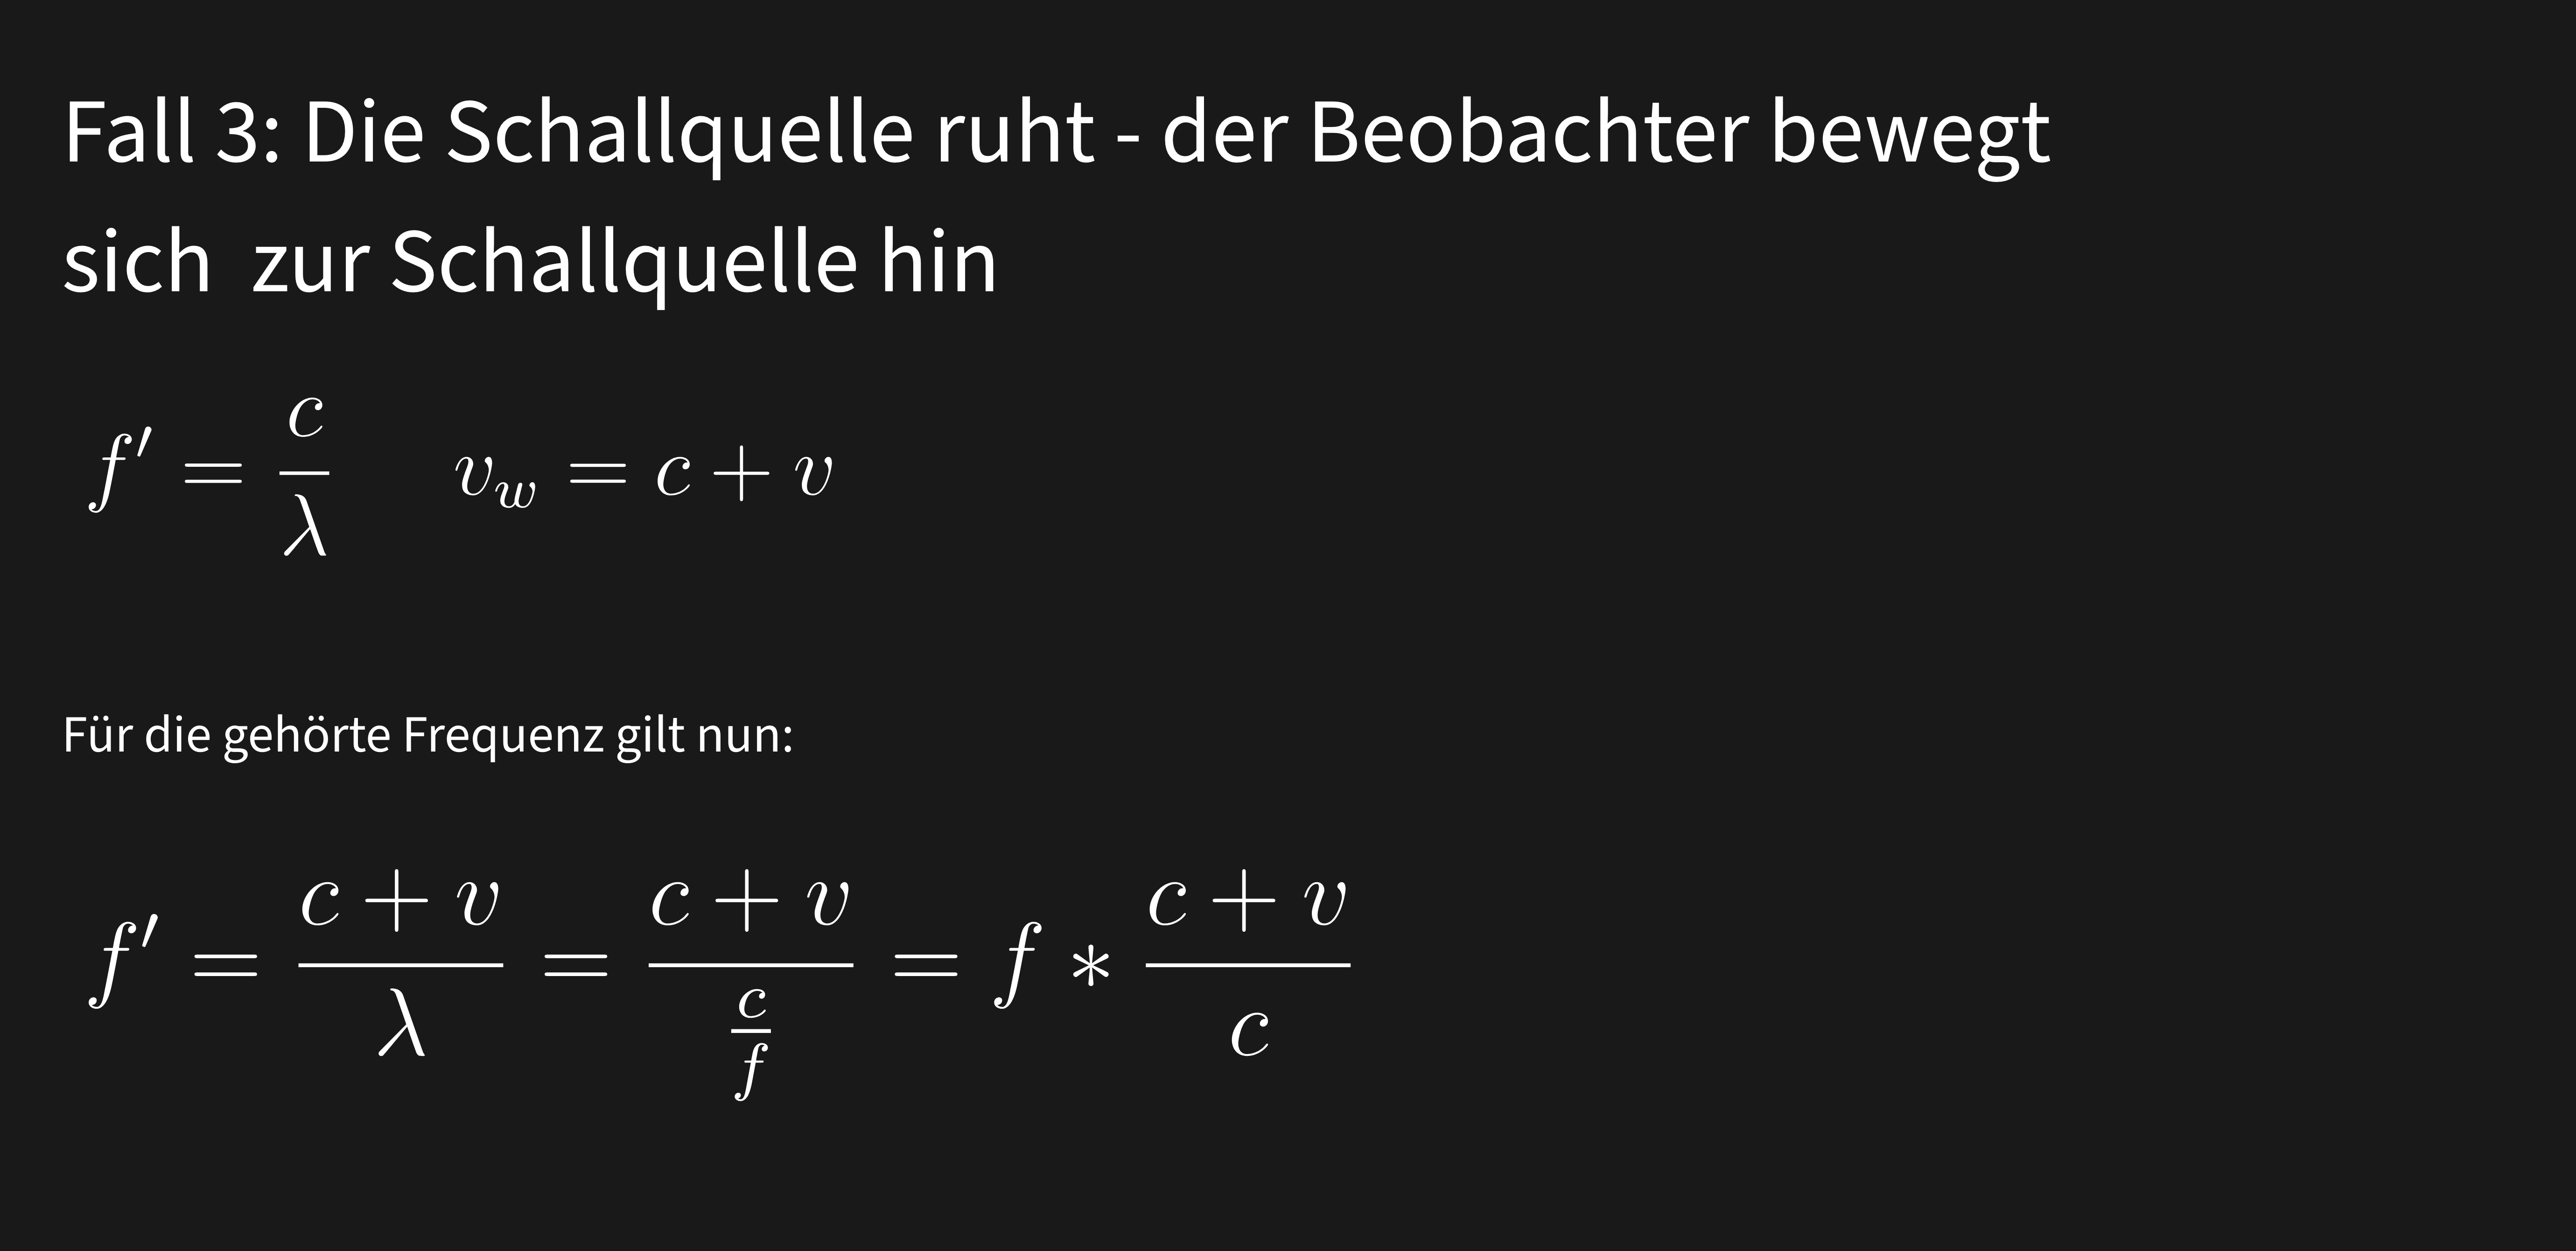 Fall 3: Die Schallquelle ruht - der Beobachter bewegt
sich  zur Schallquelle hin
$f' = \frac{c}{\lambda} \quad v_w = c + v$
Für die gehörte Frequenz gilt nun:
$f' = \frac{c+v}{\lambda} = \frac{c+v}{\frac{c}{f}} = f * \frac{c+v}{c}$